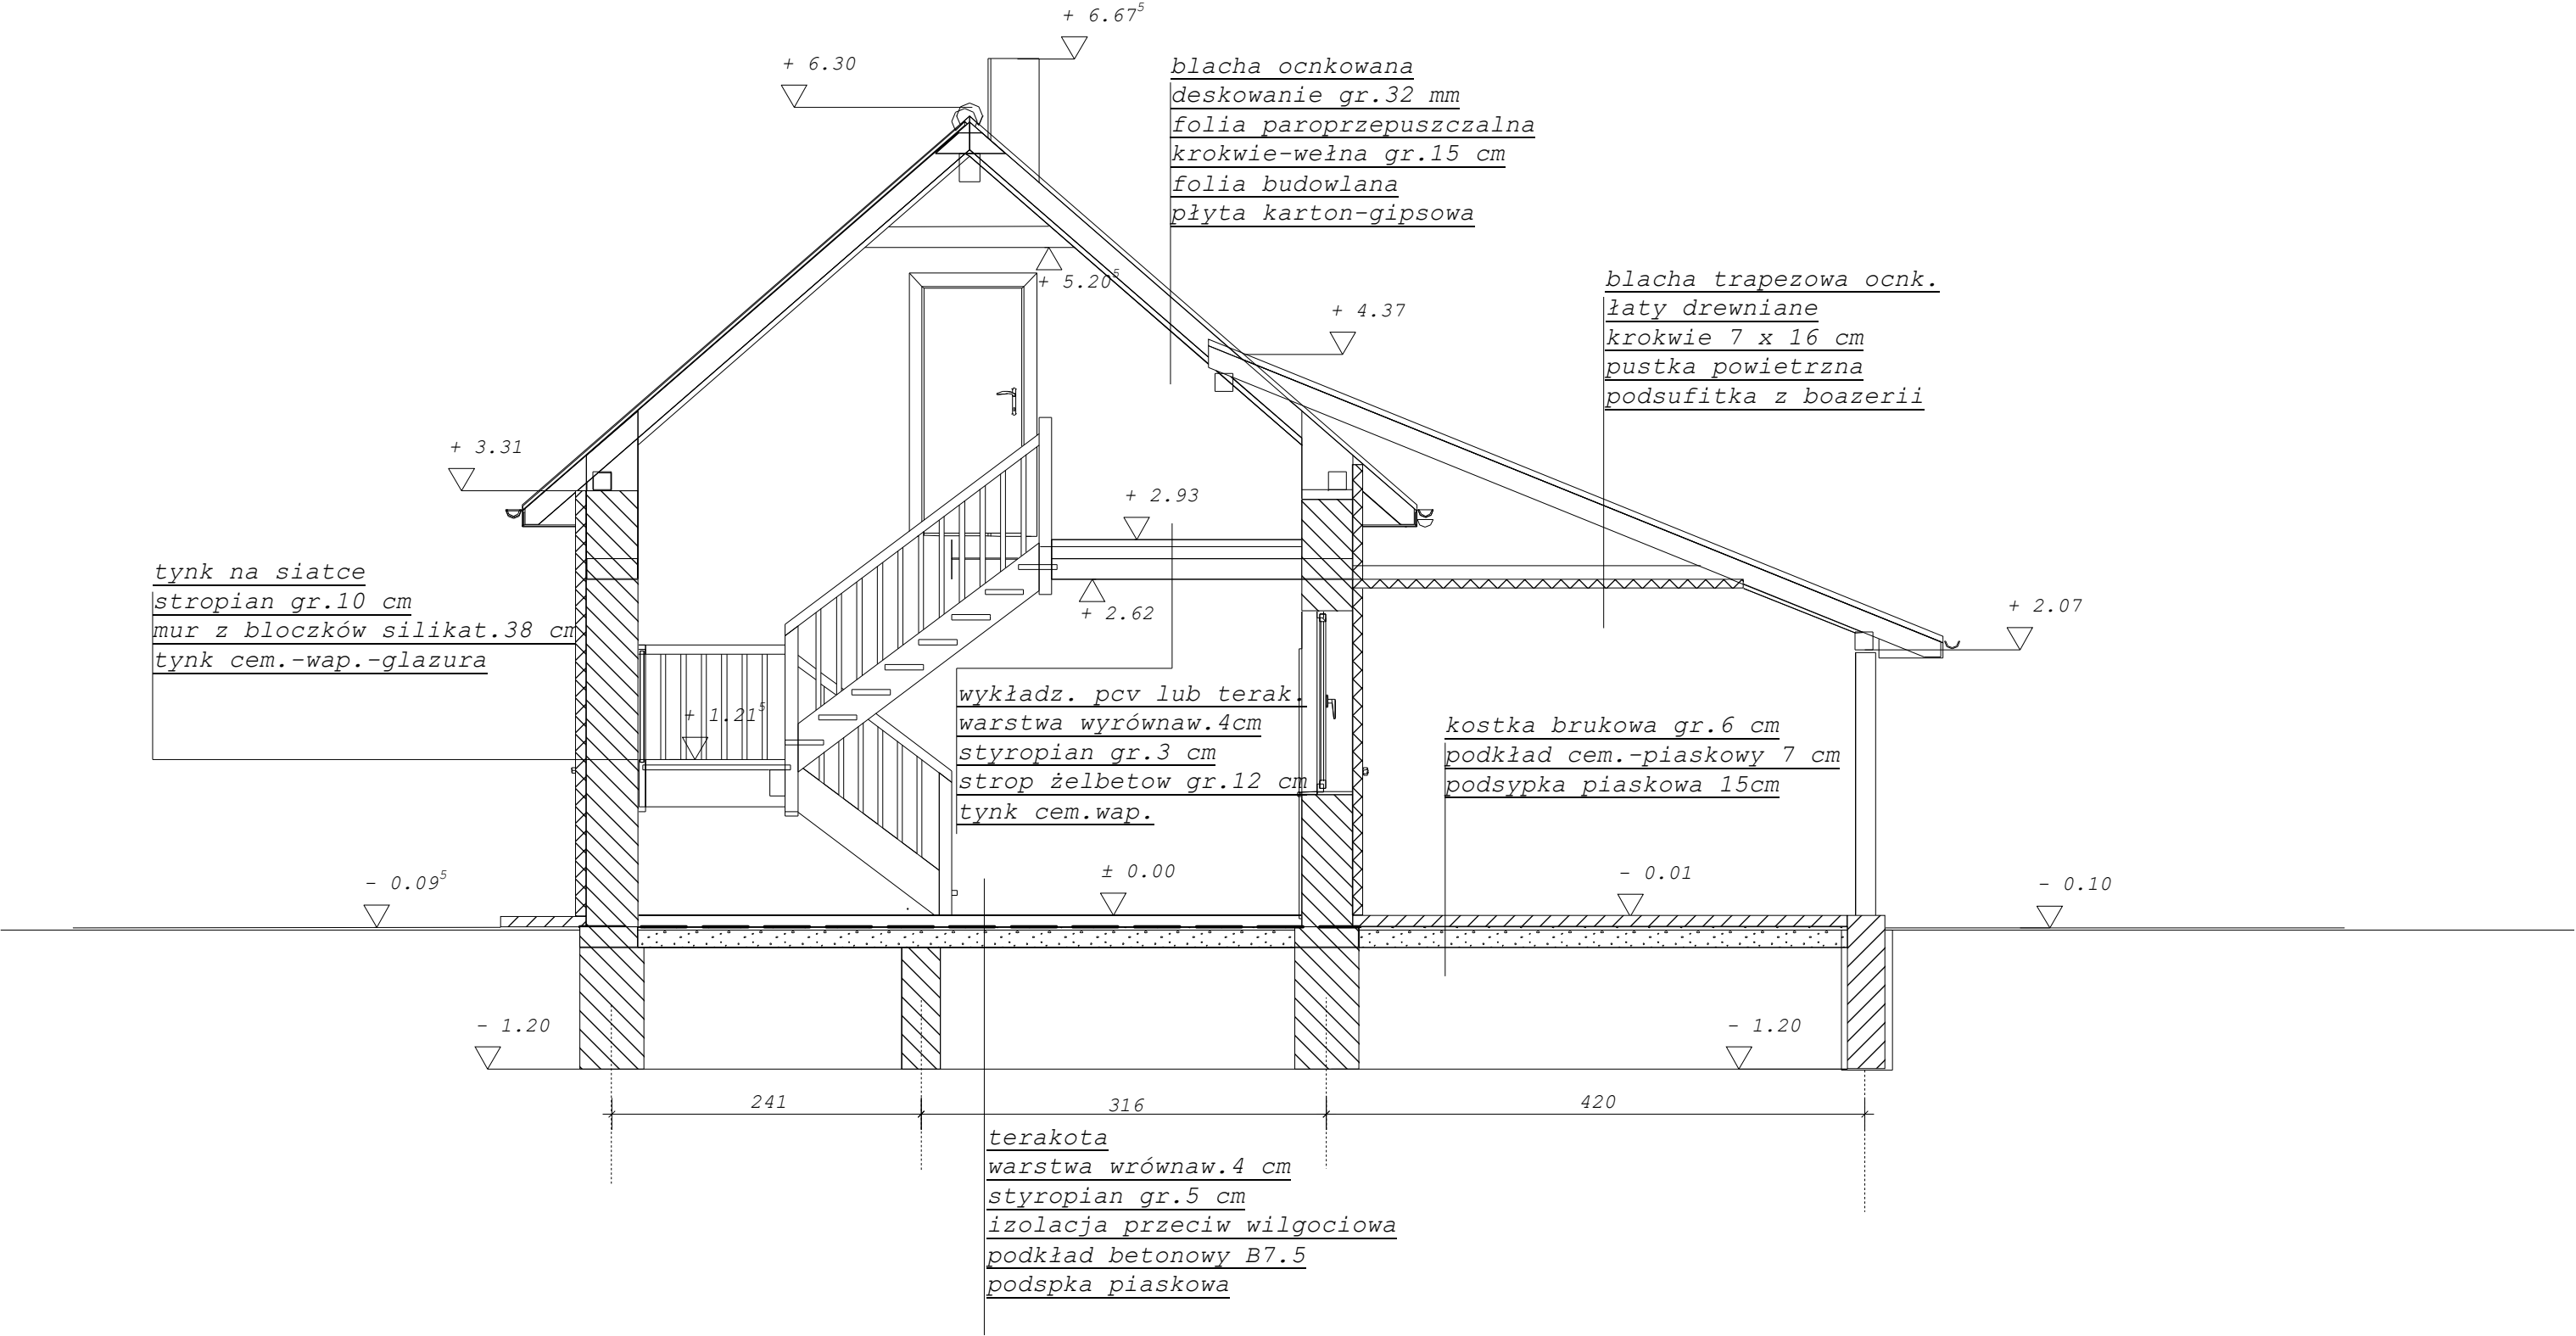 + 6.67⁵
+ 6.30
blacha ocnkowana
deskowanie gr.32 mm
folia paroprzepuszczalna
krokwie-wełna gr.15 cm
folia budowlana
płyta karton-gipsowa
+ 5.20⁵
+ 4.37
blacha trapezowa ocnk.
łaty drewniane
krokwie 7 x 16 cm
pustka powietrzna
podsufitka z boazerii
+ 3.31
+ 2.93
+ 2.62
+ 2.07
tynk na siatce
stropian gr.10 cm
mur z bloczków silikat.38 cm
tynk cem.-wap.-glazura
+ 1.21⁵
wykładz. pcv lub terak.
warstwa wyrównaw.4cm
styropian gr.3 cm
strop żelbetow gr.12 cm
tynk cem.wap.
kostka brukowa gr.6 cm
podkład cem.-piaskowy 7 cm
podsypka piaskowa 15cm
- 0.09⁵
± 0.00
- 0.01
- 0.10
- 1.20
- 1.20
241
316
420
terakota
warstwa wrównaw.4 cm
styropian gr.5 cm
izolacja przeciw wilgociowa
podkład betonowy B7.5
podspka piaskowa